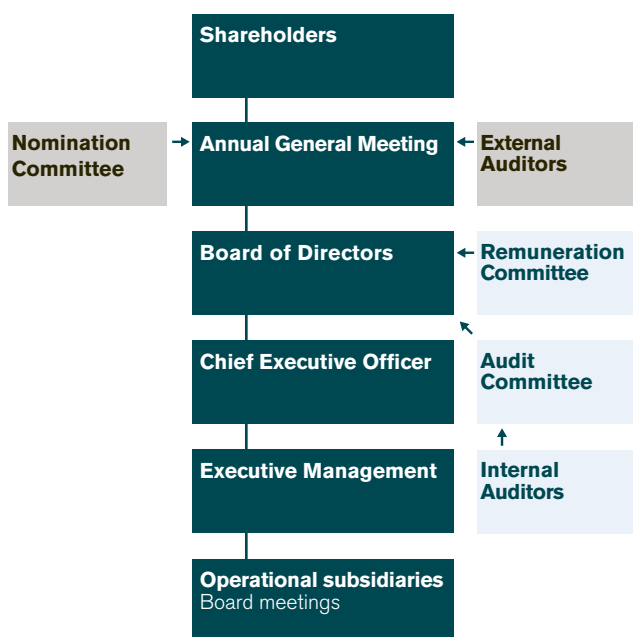 Shareholders
Nomination
Committee
Annual General Meeting
External
Auditors
Board of Directors
Remuneration
Committee
Chief Executive Officer
Audit
Committee
Executive Management
Internal
Auditors
Operational subsidiaries
Board meetings